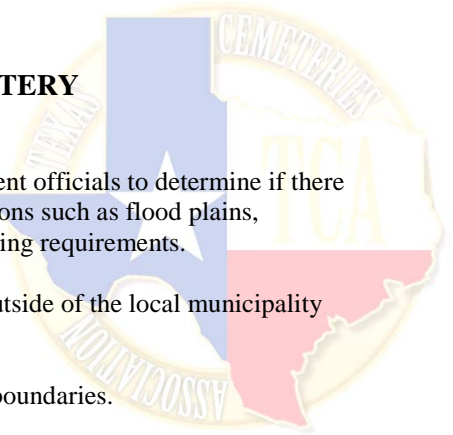 TERY
ent officials to determine if there
ons such as flood plains,
ing requirements.
utside of the local municipality
boundaries.
TEXAS CEMETERIES ASSOCIATION
TCA